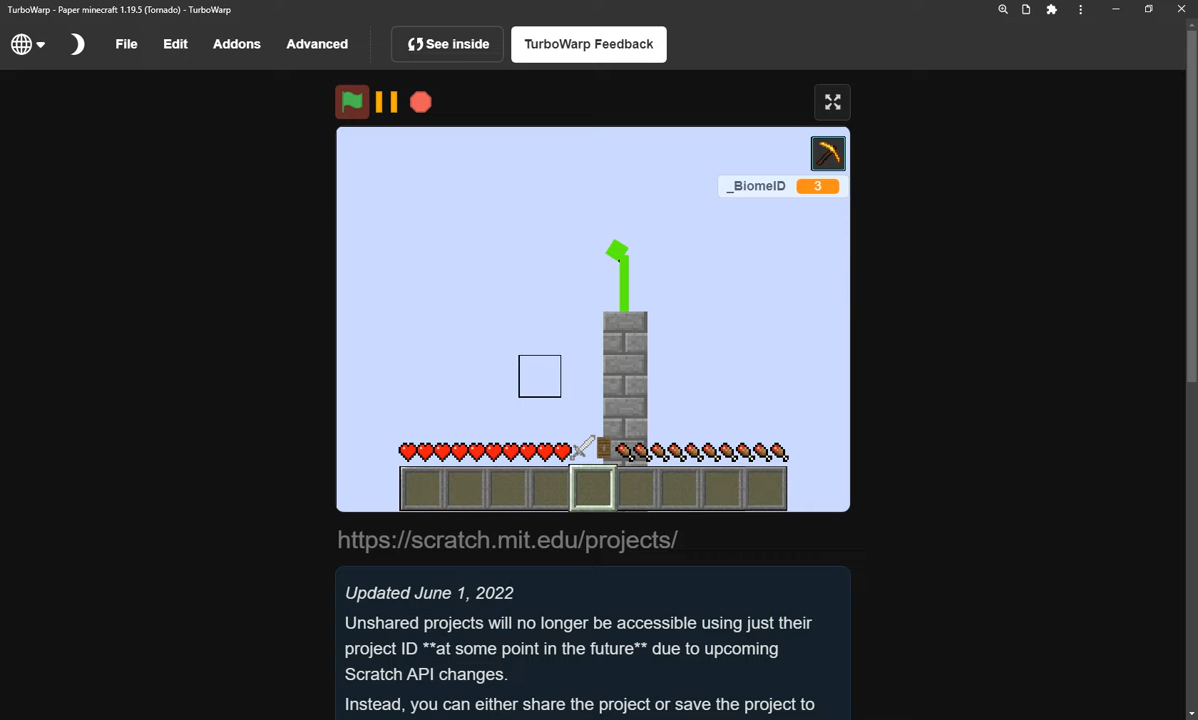 TurboWarp - Paper minecraft 1.19.5 (Tornado) - TurboWarp
File Edit Addons Advanced See inside TurboWarp Feedback
_BiomeID 3
https://scratch.mit.edu/projects/
Updated June 1, 2022
Unshared projects will no longer be accessible using just their
project ID **at some point in the future** due to upcoming
Scratch API changes.
Instead, you can either share the project or save the project to